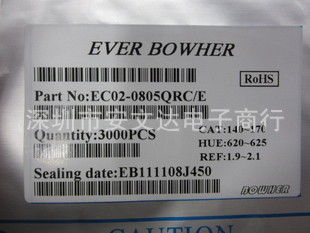 EVER BOWHER
RoHS
Part No:EC02-0805QRC/E
深圳市安文达电子商行
Quantity:3000PCS
CAT:140~170
HUE:620~625
REF:1.9~2.1
Sealing date:EB111108J450
BOWHER
CAUTION